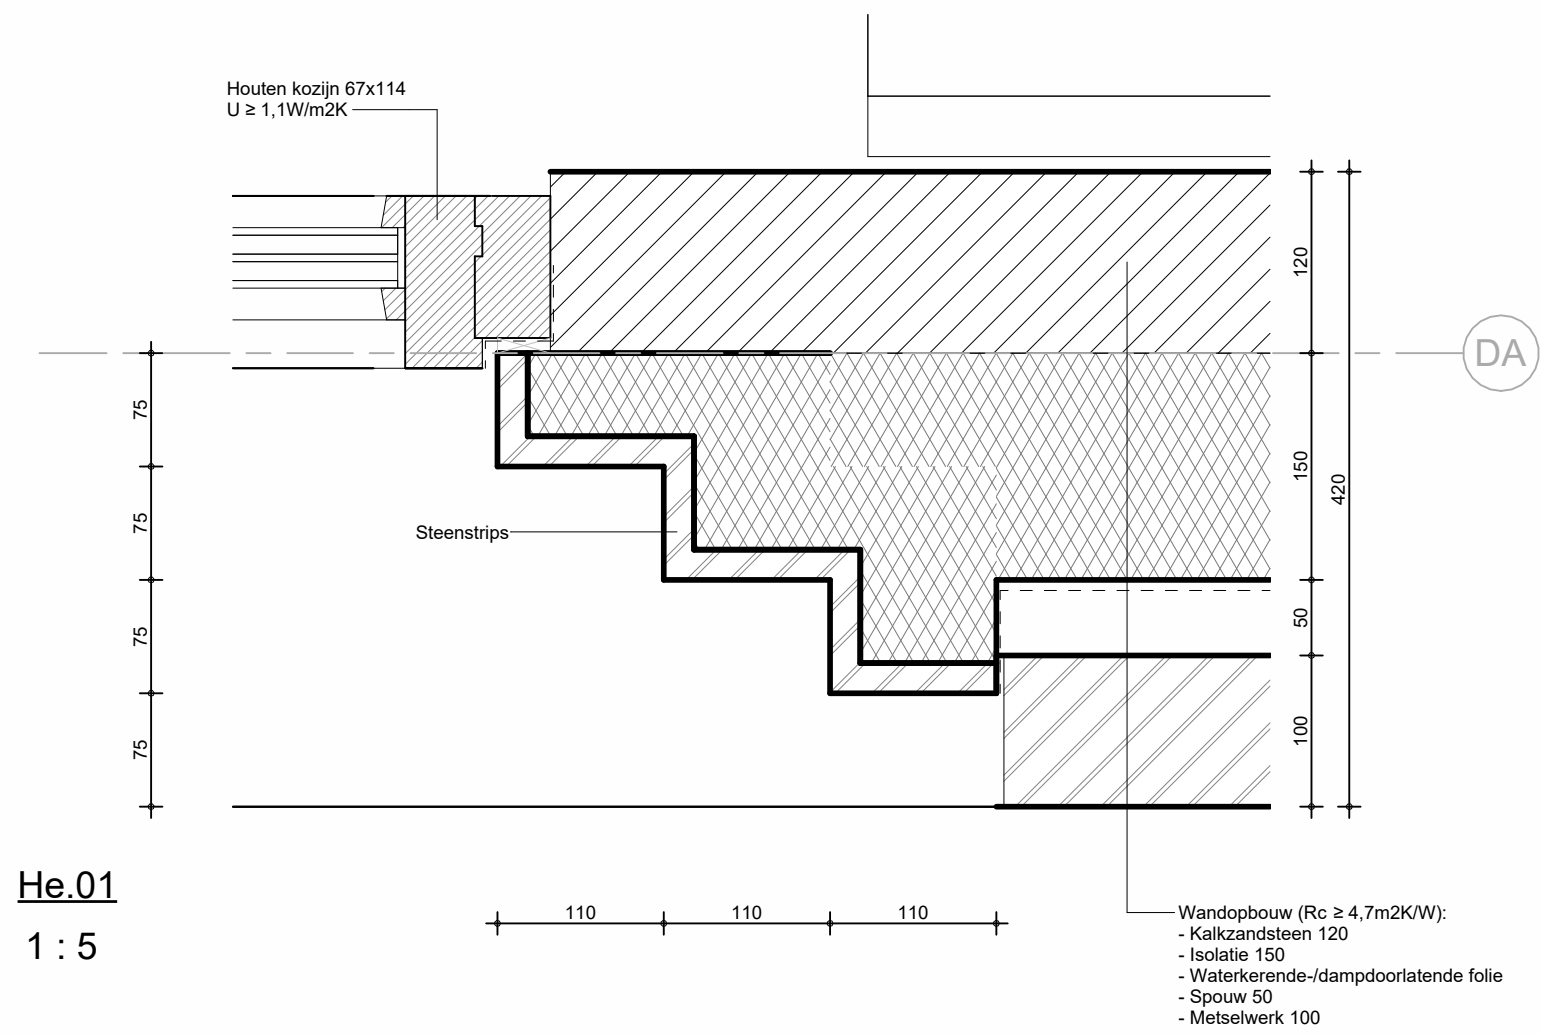 Houten kozijn 67x114
U ≥ 1,1W/m2K
120
DA
75
150
420
75
Steenstrips
75
50
75
100
He.01
1 : 5
110
110
110
Wandopbouw (Rc ≥ 4,7m2K/W):
- Kalkzandsteen 120
- Isolatie 150
- Waterkerende-/dampdoorlatende folie
- Spouw 50
- Metselwerk 100